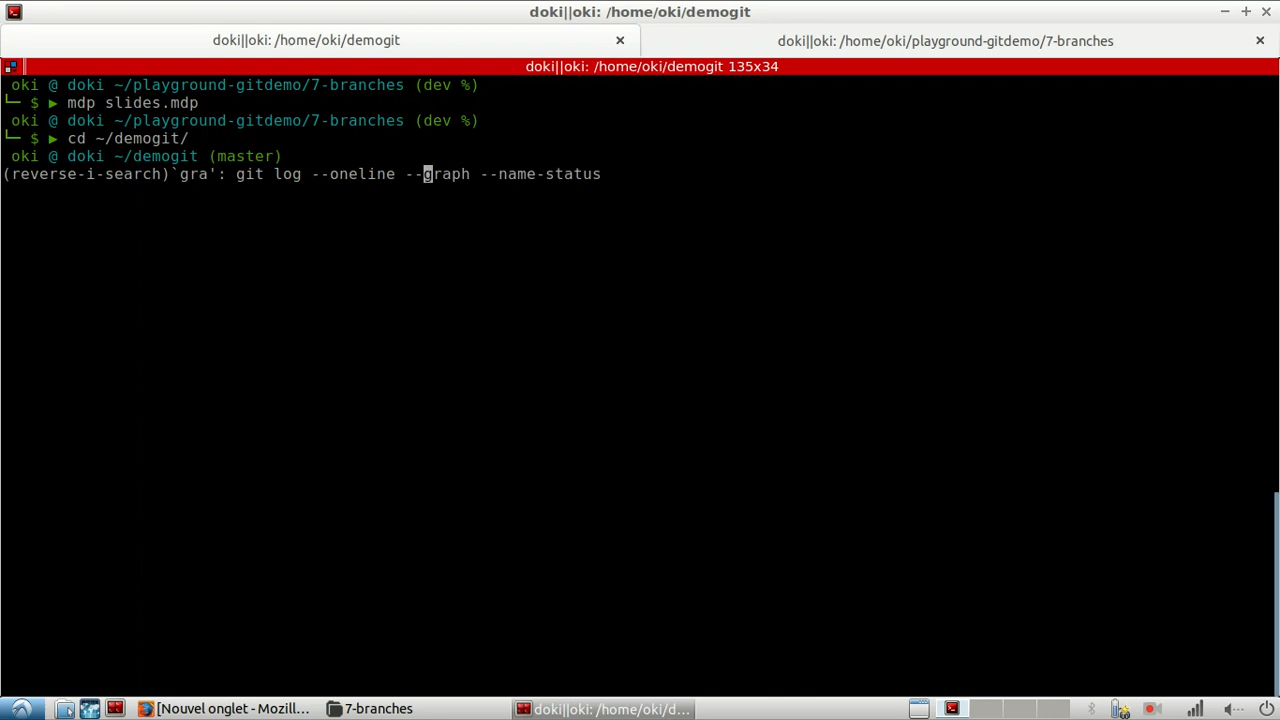 doki||oki: /home/oki/demogit
doki||oki: /home/oki/demogit
doki||oki: /home/oki/playground-gitdemo/7-branches
doki||oki: /home/oki/demogit 135x34
oki @ doki ~/playground-gitdemo/7-branches (dev %)
└─ $ ▶ mdp slides.mdp
oki @ doki ~/playground-gitdemo/7-branches (dev %)
└─ $ ▶ cd ~/demogit/
oki @ doki ~/demogit (master)
(reverse-i-search)`gra': git log --oneline --graph --name-status
[Nouvel onglet - Mozill...
7-branches
doki||oki: /home/oki/d...